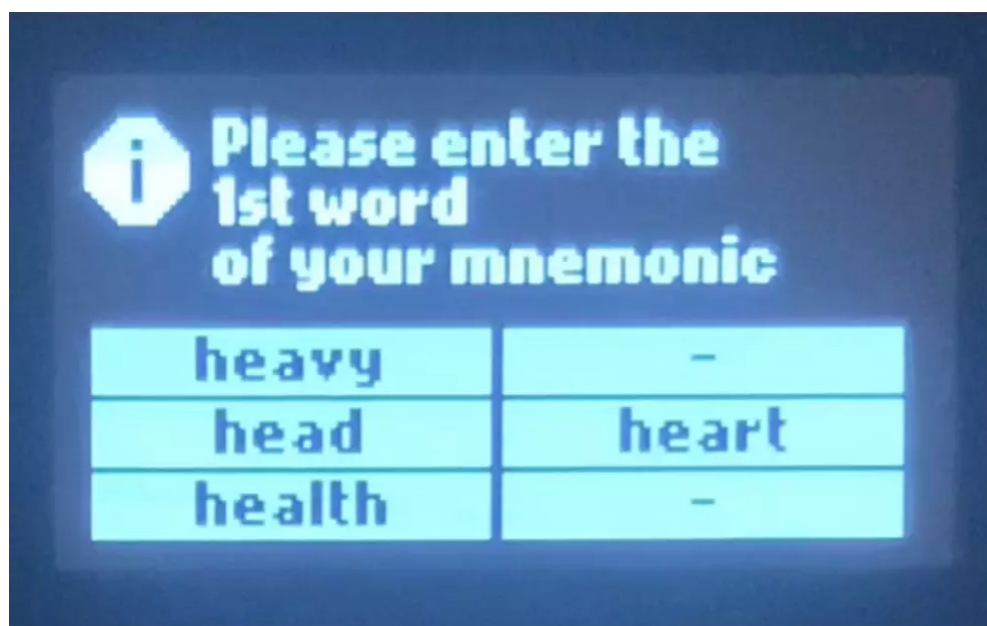 i Please enter the
1st word
of your mnemonic
heavy -
head heart
health -